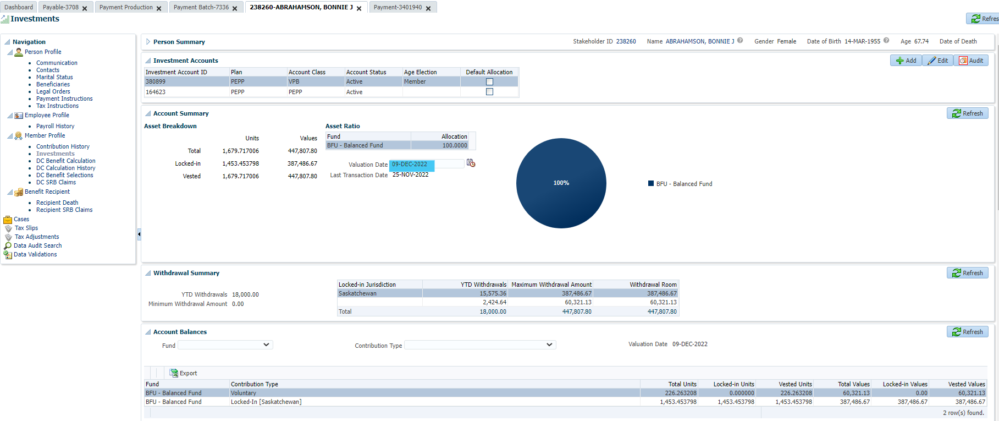 Dashboard Payable-3708 Payment Production Payment Batch-7336 238260-ABRAHAMSON, BONNIE J Payment-3401940
Investments
Refres
Navigation
Person Profile
Communication
Contacts
Marital Status
Beneficiaries
Legal Orders
Payment Instructions
Tax Instructions
Employee Profile
Payroll History
Member Profile
Contribution History
Investments
DC Benefit Calculation
DC Calculation History
DC Benefit Selections
DC SRB Claims
Benefit Recipient
Recipient Death
Recipient SRB Claims
Cases
Tax Slips
Tax Adjustments
Data Audit Search
Data Validations
Person Summary Stakeholder ID 238260 Name ABRAHAMSON, BONNIE J Gender Female Date of Birth 14-MAR-1955 Age 67.74 Date of Death
Investment Accounts Add Edit Audit
Investment Account ID Plan Account Class Account Status Age Election Default Allocation
380899 PEPP VPB Active Member
164623 PEPP PEPP Active
Account Summary Refresh
Asset Breakdown
Units Values
Total 1,679.717006 447,807.80
Locked-in 1,453.453798 387,486.67
Vested 1,679.717006 447,807.80
Asset Ratio
Fund Allocation
BFU - Balanced Fund 100.0000
Valuation Date 09-DEC-2022
Last Transaction Date 25-NOV-2022
100%
BFU - Balanced Fund
Withdrawal Summary Refresh
YTD Withdrawals 18,000.00
Minimum Withdrawal Amount 0.00
Locked-in Jurisdiction YTD Withdrawals Maximum Withdrawal Amount Withdrawal Room
Saskatchewan 15,575.36 387,486.67 387,486.67
2,424.64 60,321.13 60,321.13
Total 18,000.00 447,807.80 447,807.80
Account Balances Refresh
Fund Contribution Type Valuation Date 09-DEC-2022
Export
Fund Contribution Type Total Units Locked-in Units Vested Units Total Values Locked-in Values Vested Values
BFU - Balanced Fund Voluntary 226.263208 0.000000 226.263208 60,321.13 0.00 60,321.13
BFU - Balanced Fund Locked-In [Saskatchewan] 1,453.453798 1,453.453798 1,453.453798 387,486.67 387,486.67 387,486.67
2 row(s) found.